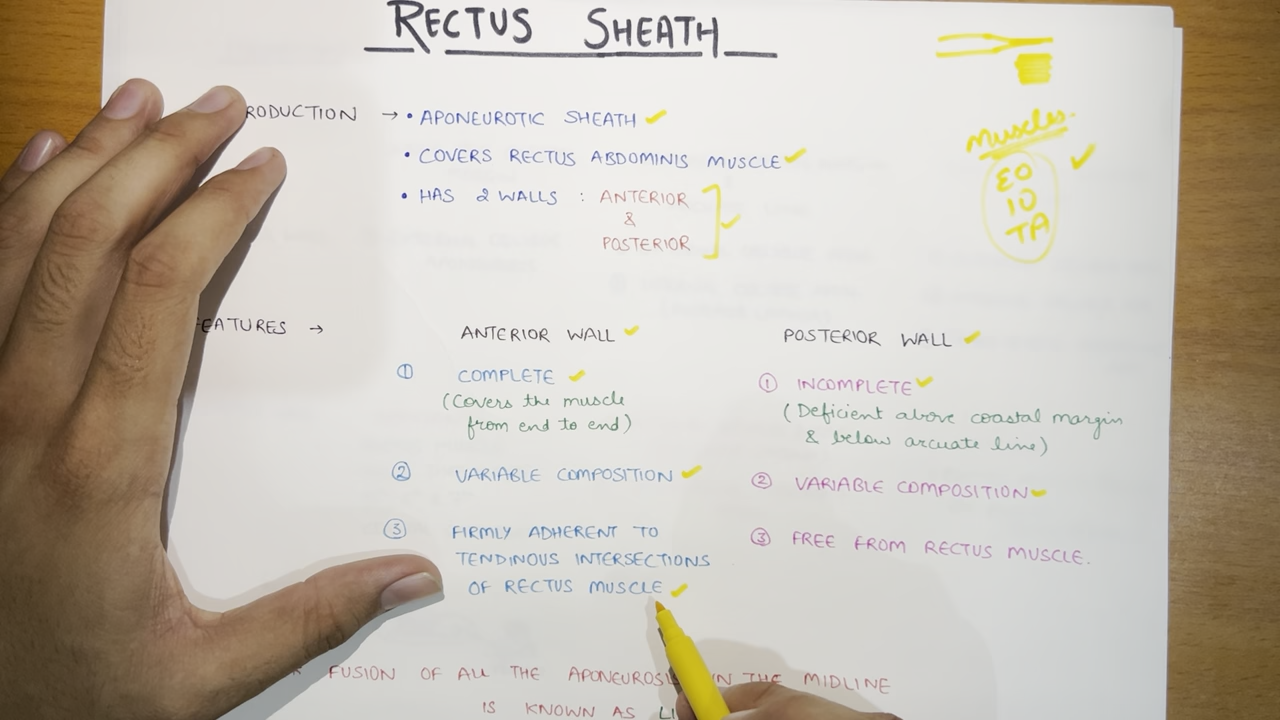 RECTUS SHEATH
RODUCTION → • APONEUROTIC SHEATH
• COVERS RECTUS ABDOMINIS MUSCLE
• HAS 2 WALLS : ANTERIOR
&
POSTERIOR
Muscles
EO
IO
TA
EATURES →
ANTERIOR WALL
① COMPLETE
(Covers the muscle
from end to end)
② VARIABLE COMPOSITION
③ FIRMLY ADHERENT TO
TENDINOUS INTERSECTIONS
OF RECTUS MUSCLE
POSTERIOR WALL
① INCOMPLETE
(Deficient above coastal margin
& below arcuate line)
② VARIABLE COMPOSITION
③ FREE FROM RECTUS MUSCLE.
FUSION OF ALL THE APONEUROS IN THE MIDLINE
IS KNOWN AS LI